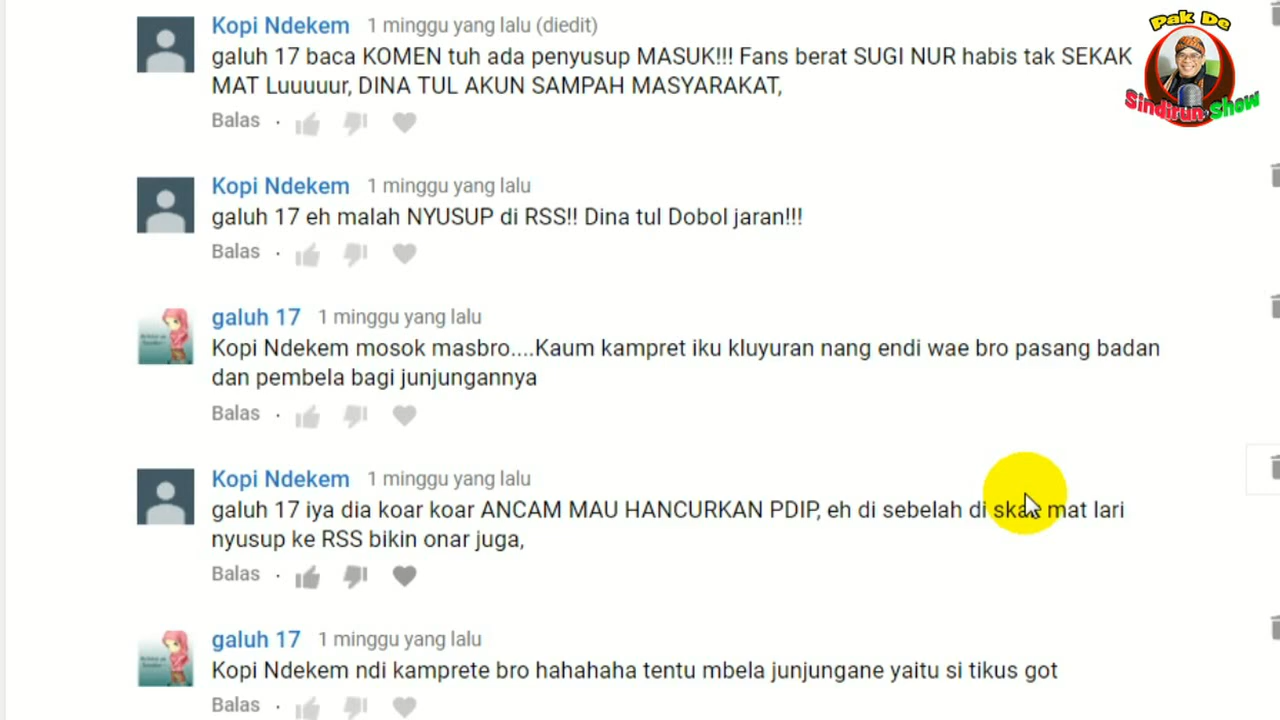 Kopi Ndekem 1 minggu yang lalu (diedit)
galuh 17 baca KOMEN tuh ada penyusup MASUK!!! Fans berat SUGI NUR habis tak SEKAK
MAT Luuuuur, DINA TUL AKUN SAMPAH MASYARAKAT,
Balas ·
Pak De
Sindirun Show
Kopi Ndekem 1 minggu yang lalu
galuh 17 eh malah NYUSUP di RSS!! Dina tul Dobol jaran!!!
Balas ·
galuh 17 1 minggu yang lalu
Kopi Ndekem mosok masbro....Kaum kampret iku kluyuran nang endi wae bro pasang badan
dan pembela bagi junjungannya
Balas ·
Kopi Ndekem 1 minggu yang lalu
galuh 17 iya dia koar koar ANCAM MAU HANCURKAN PDIP, eh di sebelah di mat lari
nyusup ke RSS bikin onar juga,
Balas ·
galuh 17 1 minggu yang lalu
Kopi Ndekem ndi kamprete bro hahahaha tentu mbela junjungane yaitu si tikus got
Balas ·